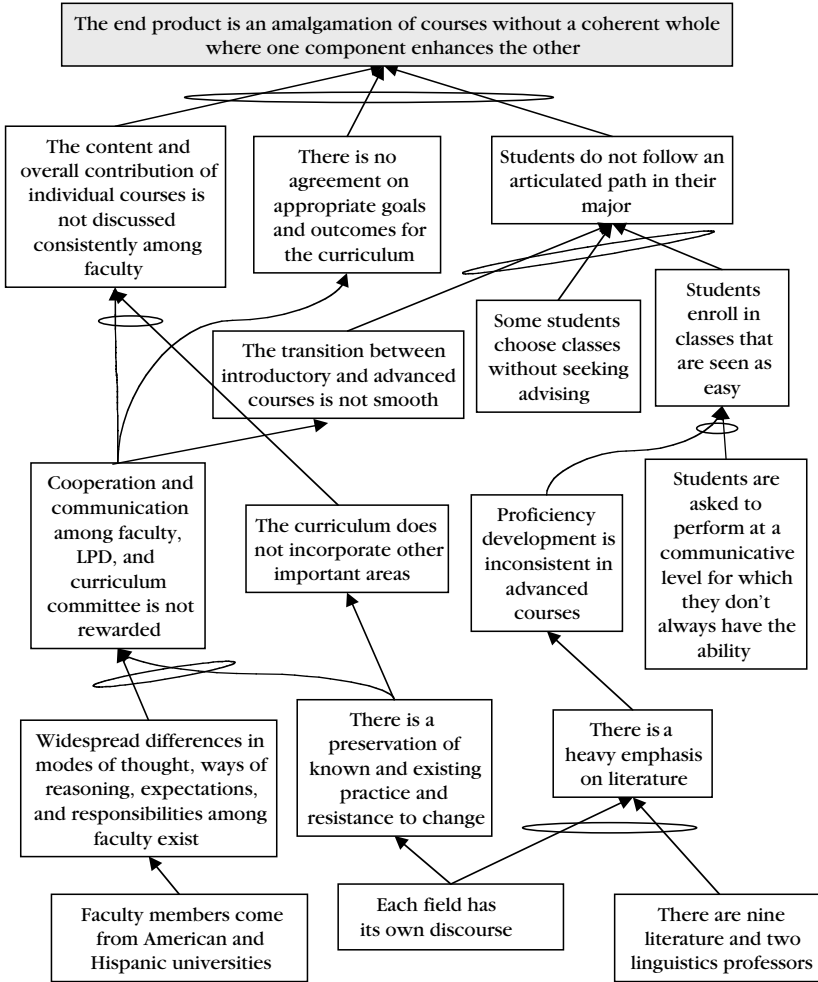 The end product is an amalgamation of courses without a coherent whole
where one component enhances the other
The content and
overall contribution of
individual courses is
not discussed
consistently among
faculty
There is no
agreement on
appropriate goals
and outcomes for
the curriculum
Students do not follow an
articulated path in their
major
The transition between
introductory and advanced
courses is not smooth
Some students
choose classes
without seeking
advising
Students
enroll in
classes that
are seen as
easy
Cooperation and
communication
among faculty,
LPD, and
curriculum
committee is not
rewarded
The curriculum does
not incorporate other
important areas
Proficiency
development is
inconsistent in
advanced
courses
Students are
asked to
perform at a
communicative
level for which
they don't
always have the
ability
Widespread differences in
modes of thought, ways of
reasoning, expectations,
and responsibilities among
faculty exist
There is a
preservation of
known and existing
practice and
resistance to change
There is a
heavy emphasis
on literature
Faculty members come
from American and
Hispanic universities
Each field has
its own discourse
There are nine
literature and two
linguistics professors